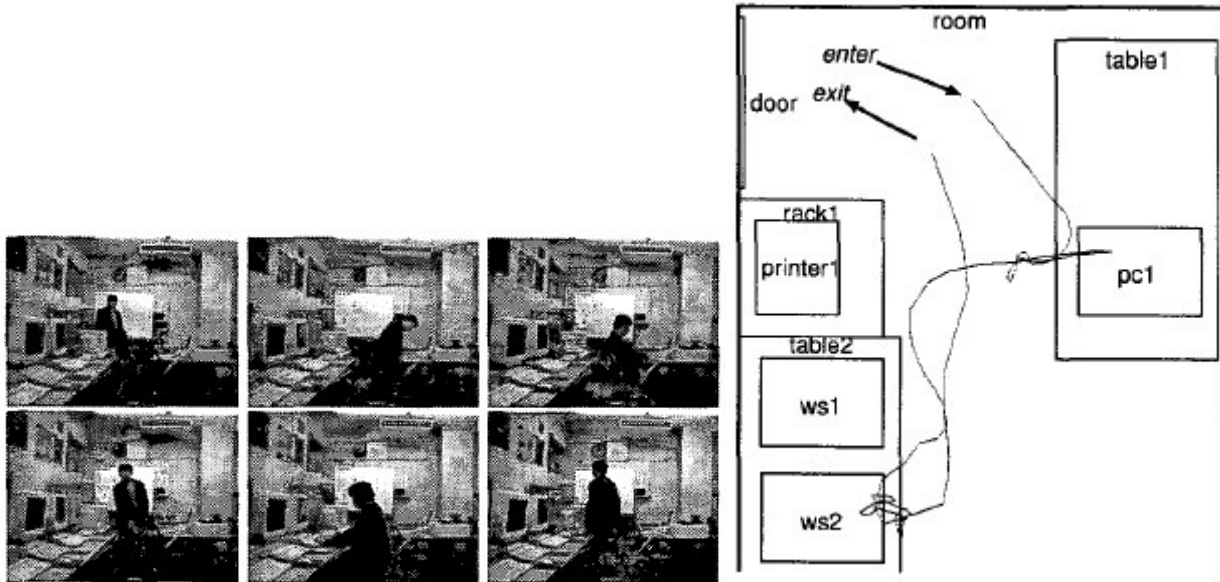 room
enter
table1
door
exit
rack1
printer1
pc1
table2
ws1
ws2